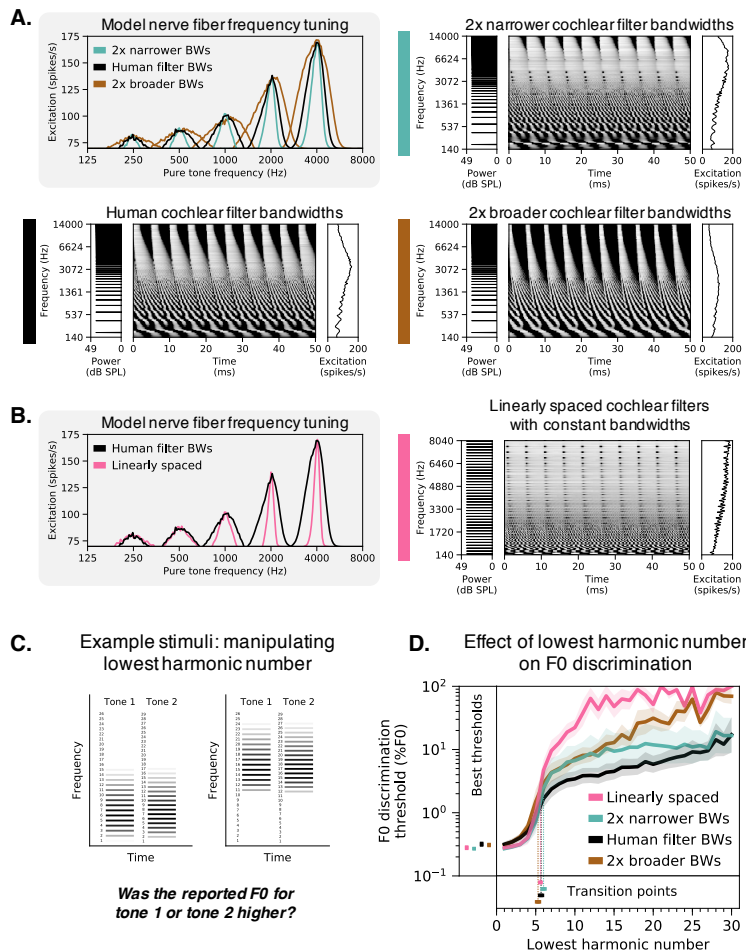 A.
Model nerve fiber frequency tuning
Excitation (spikes/s)
175
150
125
100
75
2x narrower BWs
Human filter BWs
2x broader BWs
125 250 500 1000 2000 4000 8000
Pure tone frequency (Hz)
2x narrower cochlear filter bandwidths
Frequency (Hz)
14000
6624
3072
1361
537
140
49 0
Power
(dB SPL)
0 10 20 30 40 50
Time
(ms)
0 200
Excitation
(spikes/s)
Human cochlear filter bandwidths
Frequency (Hz)
14000
6624
3072
1361
537
140
49 0
Power
(dB SPL)
0 10 20 30 40 50
Time
(ms)
0 200
Excitation
(spikes/s)
2x broader cochlear filter bandwidths
Frequency (Hz)
14000
6624
3072
1361
537
140
49 0
Power
(dB SPL)
0 10 20 30 40 50
Time
(ms)
0 200
Excitation
(spikes/s)
B.
Model nerve fiber frequency tuning
Excitation (spikes/s)
175
150
125
100
75
Human filter BWs
Linearly spaced
125 250 500 1000 2000 4000 8000
Pure tone frequency (Hz)
Linearly spaced cochlear filters
with constant bandwidths
Frequency (Hz)
8040
6460
4880
3300
1720
140
49 0
Power
(dB SPL)
0 10 20 30 40 50
Time
(ms)
0 200
Excitation
(spikes/s)
C.
Example stimuli: manipulating
lowest harmonic number
Tone 1 Tone 2
Tone 1 Tone 2
Frequency
Frequency
Time
Time
Was the reported F0 for
tone 1 or tone 2 higher?
D.
Effect of lowest harmonic number
on F0 discrimination
F0 discrimination
threshold (%F0)
Best thresholds
10²
10¹
10⁰
10⁻¹
Linearly spaced
2x narrower BWs
Human filter BWs
2x broader BWs
Transition points
0 5 10 15 20 25 30
Lowest harmonic number